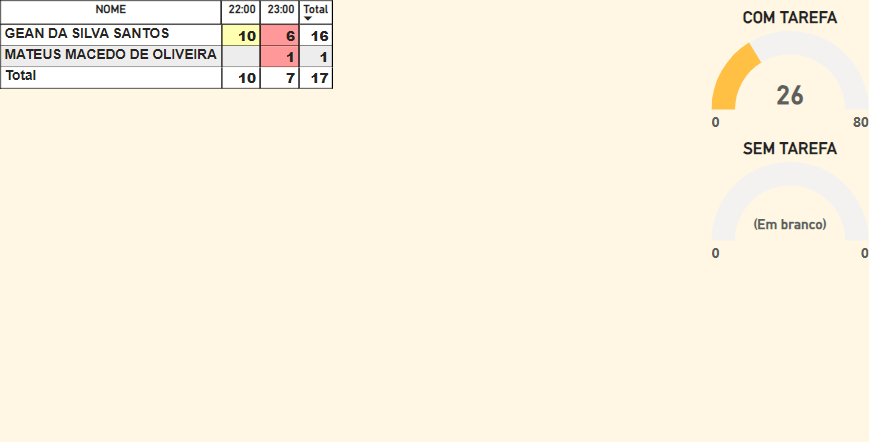 NOME 22:00 23:00 Total
GEAN DA SILVA SANTOS 10 6 16
MATEUS MACEDO DE OLIVEIRA 1 1
Total 10 7 17
COM TAREFA
26
0 80
SEM TAREFA
(Em branco)
0 0